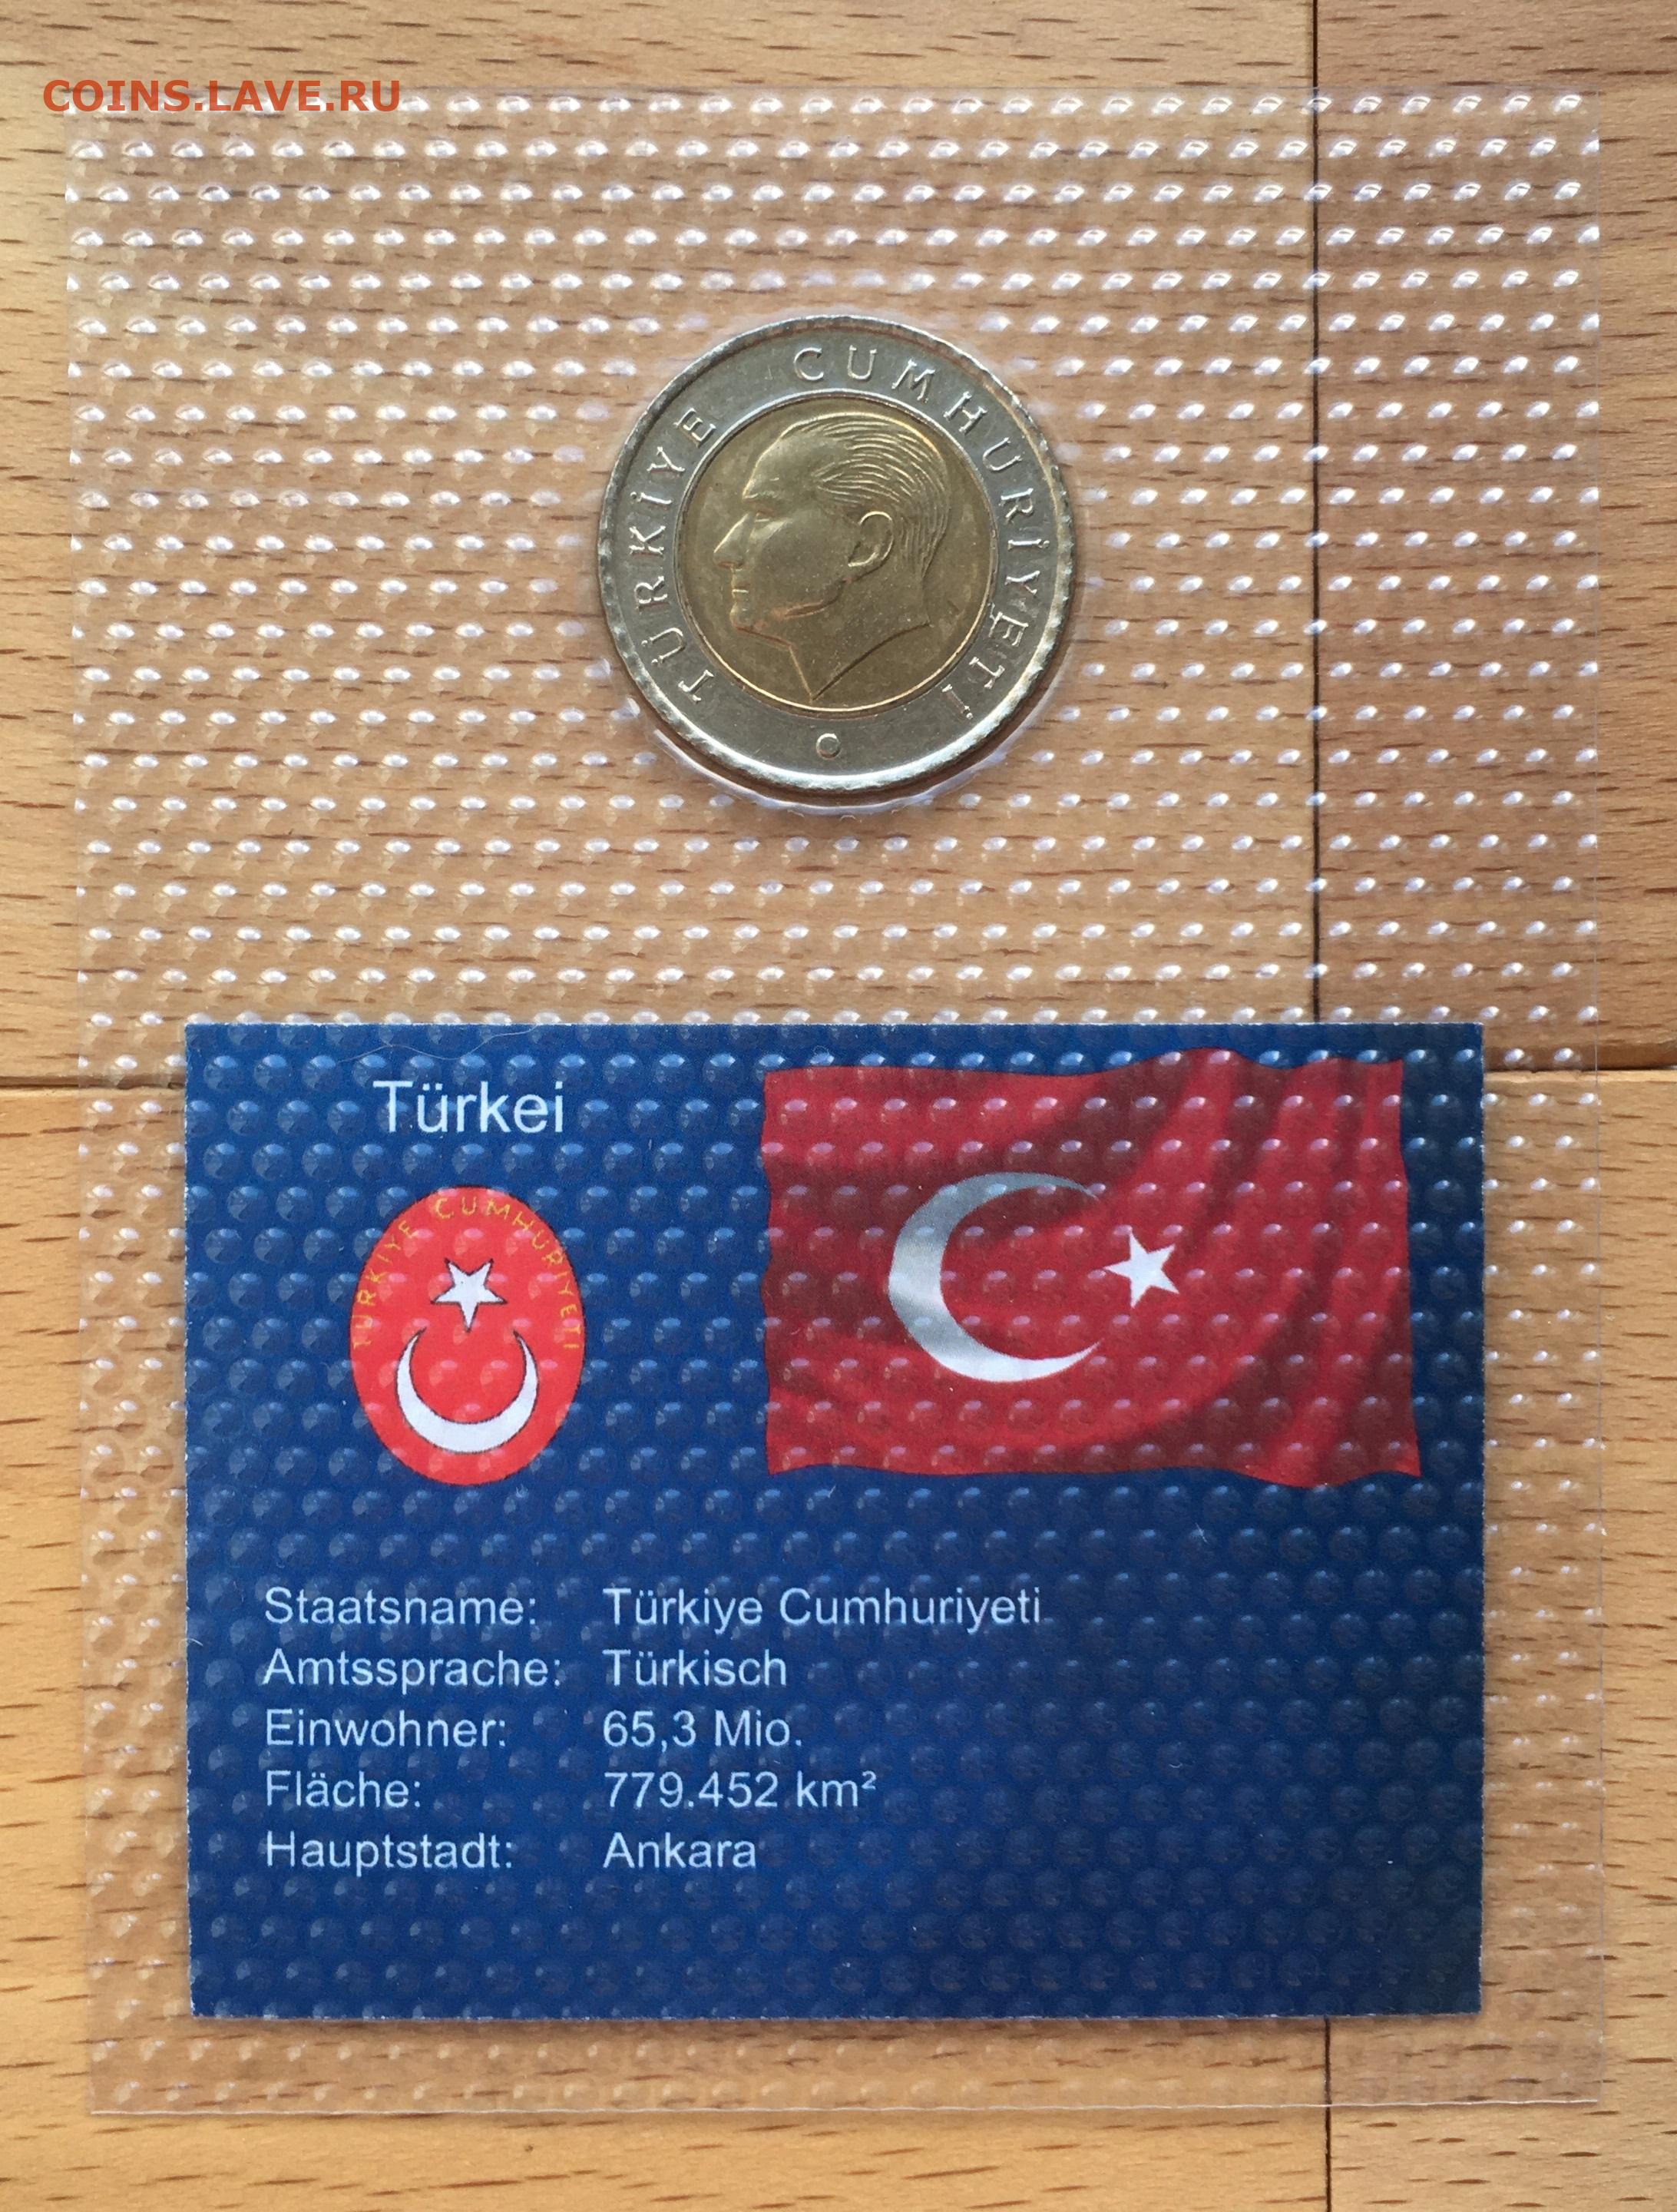 COINS.LAVE.RU
TÜRKİYE CUMHURİYETİ
Türkei
TÜRKİYE CUMHURİYETİ
Staatsname: Türkiye Cumhuriyeti
Amtssprache: Türkisch
Einwohner: 65,3 Mio.
Fläche: 779.452 km²
Hauptstadt: Ankara